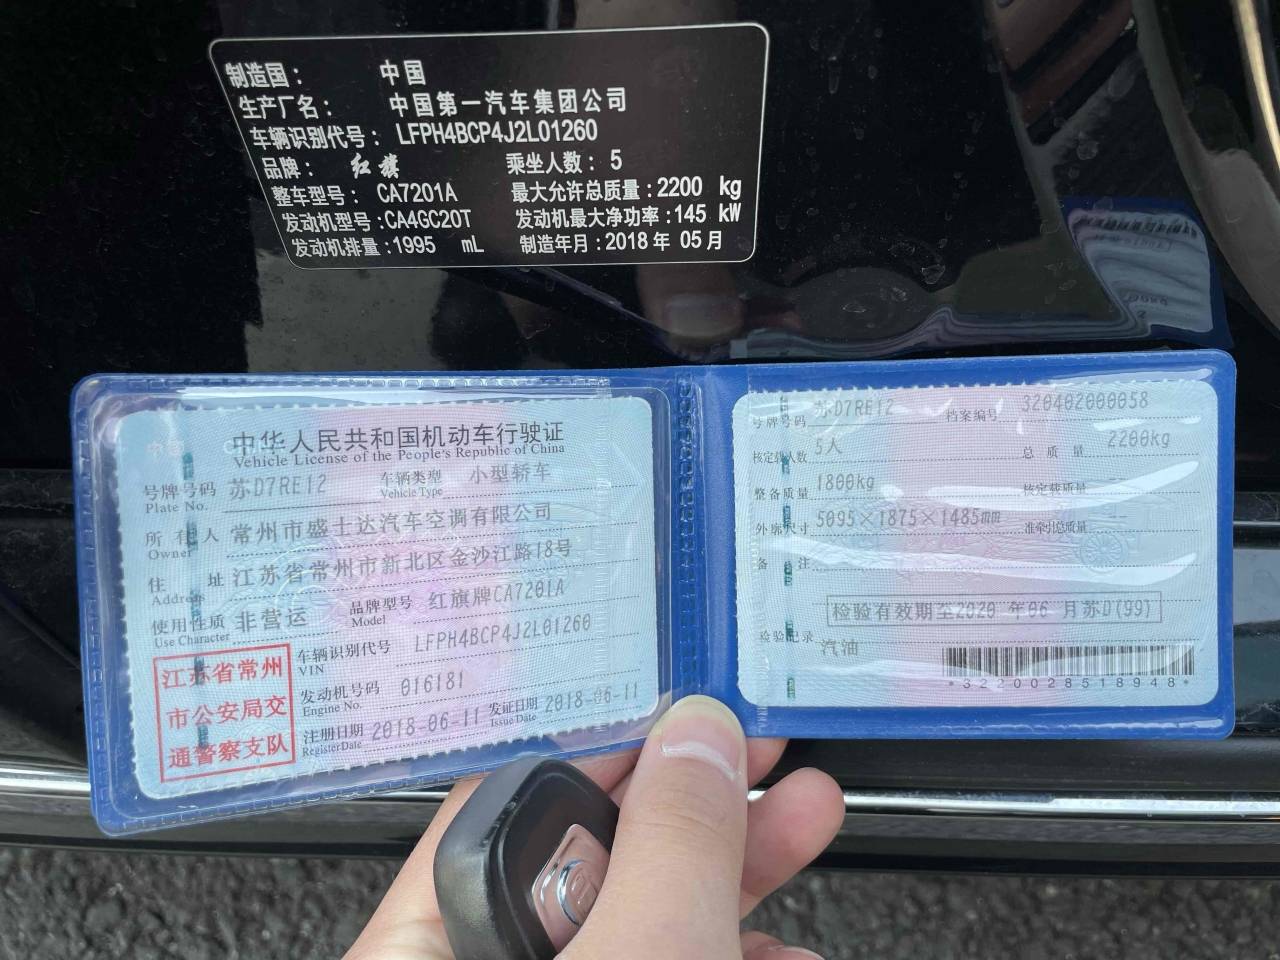 制造国： 中国
生产厂名： 中国第一汽车集团公司
车辆识别代号： LFPH4BCP4J2L01260
品牌： 红旗 乘坐人数： 5
整车型号： CA7201A 最大允许总质量：2200 kg
发动机型号：CA4GC20T 发动机最大净功率：145 kW
发动机排量：1995 mL 制造年月：2018年 05月
中华人民共和国机动车行驶证
Vehicle License of the People's Republic of China
号牌号码 苏D7RE12 车辆类型 小型轿车
Plate No. Vehicle Type
所有人 常州市盛士达汽车空调有限公司
Owner
住址 江苏省常州市新北区金沙江路18号
Address
使用性质 非营运 品牌型号 红旗牌CA7201A
Use Character Model
车辆识别代号 LFPH4BCP4J2L01260
VIN
发动机号码 016181
Engine No.
注册日期 2018-06-11 发证日期 2018-06-11
Register Date Issue Date
江苏省常州
市公安局交
通警察支队
号牌号码 苏D7RE12 档案编号 320402000058
核定载人数 5人 总质量 2200kg
整备质量 1800kg 核定载质量
外廓尺寸 5095×1875×1485mm 准牵引总质量
备注
检验有效期至2020 年06 月苏D(99)
检验记录 汽油
*3220028518948*